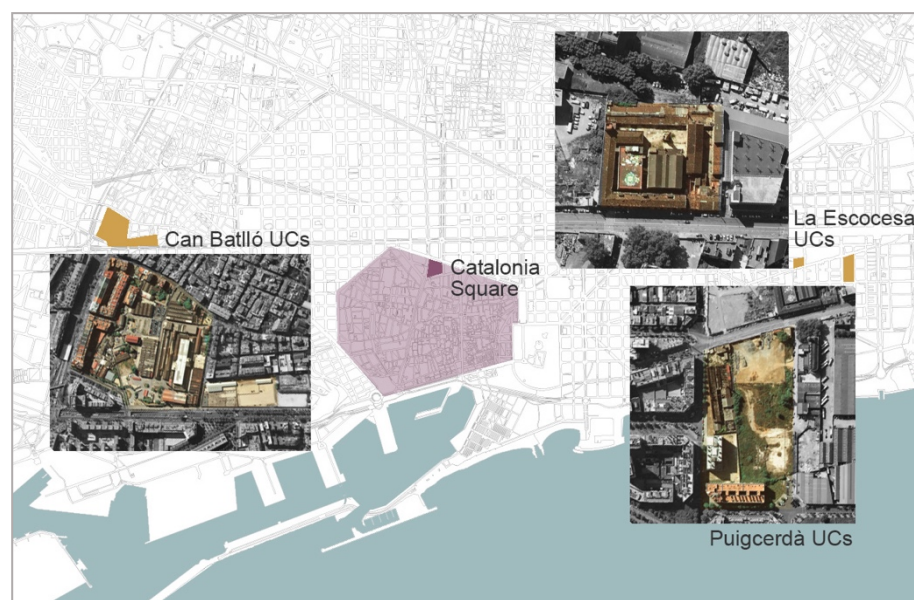 La Escocesa
UCs
Can Batlló UCs
Catalonia
Square
Puigcerdà UCs